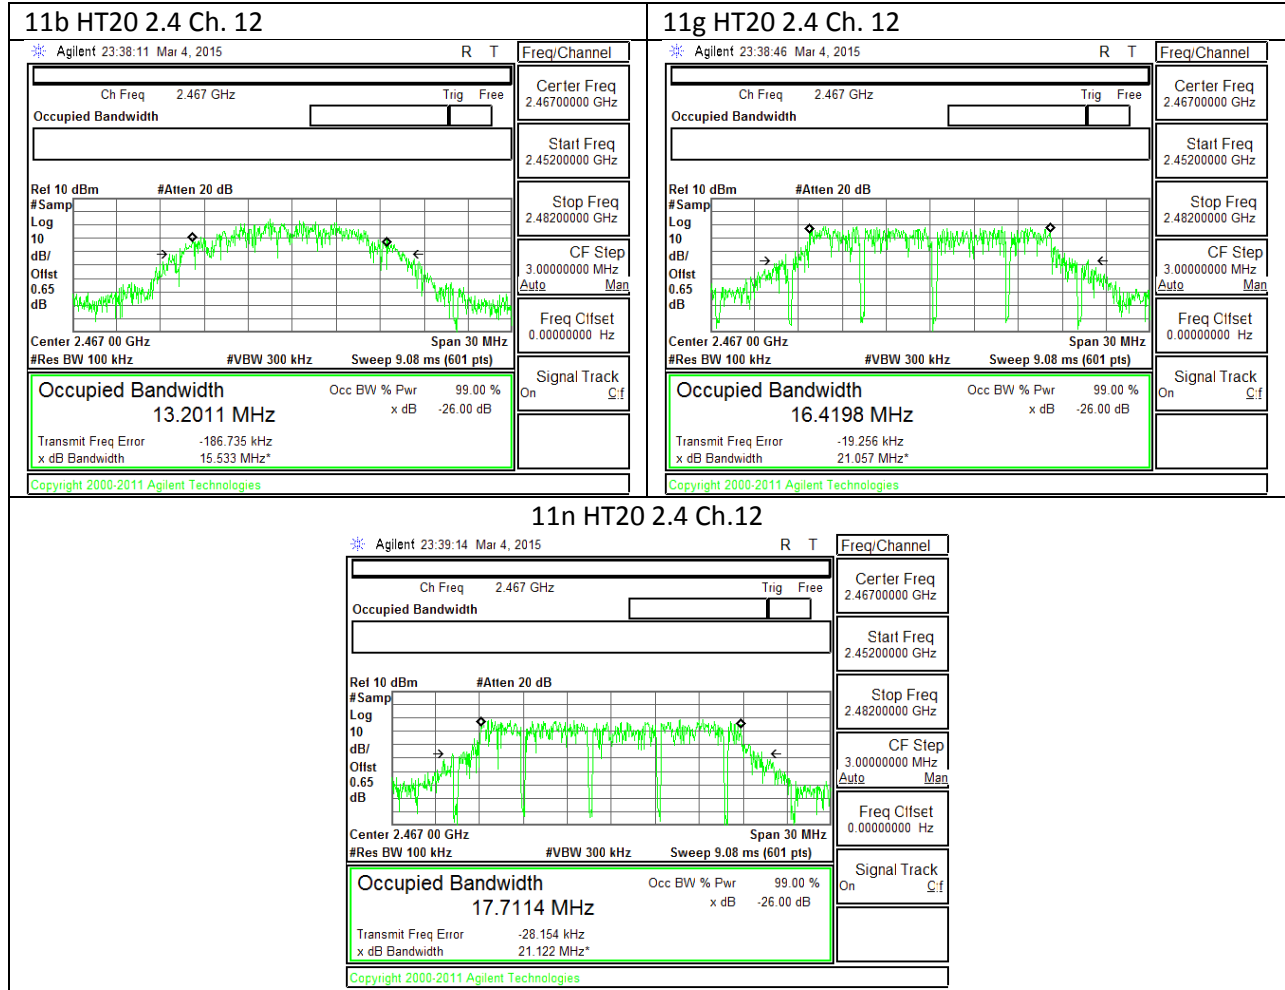 11b HT20 2.4 Ch. 12
Agilent 23:38:11 Mar 4, 2015 R T
Freq/Channel
Ch Freq 2.467 GHz Trig Free
Occupied Bandwidth
Center Freq
2.46700000 GHz
Start Freq
2.45200000 GHz
Stop Freq
2.48200000 GHz
CF Step
3.00000000 MHz
Auto Man
Freq Offset
0.00000000 Hz
Signal Track
On Off
Ref 10 dBm #Atten 20 dB
#Samp
Log
10
dB/
Offst
0.65
dB
Center 2.467 00 GHz Span 30 MHz
#Res BW 100 kHz #VBW 300 kHz Sweep 9.08 ms (601 pts)
Occupied Bandwidth Occ BW % Pwr 99.00 %
13.2011 MHz x dB -26.00 dB
Transmit Freq Error -186.735 kHz
x dB Bandwidth 15.533 MHz*
Copyright 2000-2011 Agilent Technologies
11g HT20 2.4 Ch. 12
Agilent 23:38:46 Mar 4, 2015 R T
Freq/Channel
Ch Freq 2.467 GHz Trig Free
Occupied Bandwidth
Center Freq
2.46700000 GHz
Start Freq
2.45200000 GHz
Stop Freq
2.48200000 GHz
CF Step
3.00000000 MHz
Auto Man
Freq Offset
0.00000000 Hz
Signal Track
On Off
Ref 10 dBm #Atten 20 dB
#Samp
Log
10
dB/
Offst
0.65
dB
Center 2.467 00 GHz Span 30 MHz
#Res BW 100 kHz #VBW 300 kHz Sweep 9.08 ms (601 pts)
Occupied Bandwidth Occ BW % Pwr 99.00 %
16.4198 MHz x dB -26.00 dB
Transmit Freq Error -19.256 kHz
x dB Bandwidth 21.057 MHz*
Copyright 2000-2011 Agilent Technologies
11n HT20 2.4 Ch.12
Agilent 23:39:14 Mar 4, 2015 R T
Freq/Channel
Ch Freq 2.467 GHz Trig Free
Occupied Bandwidth
Center Freq
2.46700000 GHz
Start Freq
2.45200000 GHz
Stop Freq
2.48200000 GHz
CF Step
3.00000000 MHz
Auto Man
Freq Offset
0.00000000 Hz
Signal Track
On Off
Ref 10 dBm #Atten 20 dB
#Samp
Log
10
dB/
Offst
0.65
dB
Center 2.467 00 GHz Span 30 MHz
#Res BW 100 kHz #VBW 300 kHz Sweep 9.08 ms (601 pts)
Occupied Bandwidth Occ BW % Pwr 99.00 %
17.7114 MHz x dB -26.00 dB
Transmit Freq Error -28.154 kHz
x dB Bandwidth 21.122 MHz*
Copyright 2000-2011 Agilent Technologies